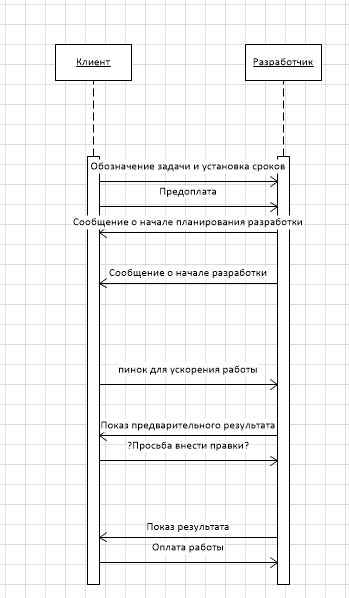 Клиент
Разработчик
Обозначение задачи и установка сроков
Предоплата
Сообщение о начале планирования разработки
Сообщение о начале разработки
пинок для ускорения работы
Показ предварительного результата
?Просьба внести правки?
Показ результата
Оплата работы